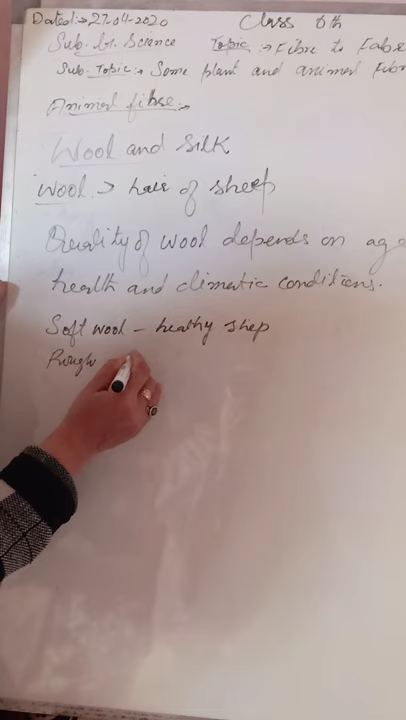 Dated:- 27-04-2020 Class 6th
Sub. Gr. Science Topic :- Fibre to Fabr
Sub. Topic:- Some plant and animal fibr
Animal fibre:-
Wool and Silk
Wool -> hair of sheep
Quality of wool depends on age
health and climatic conditions.
Soft wool - healthy shep
Rough